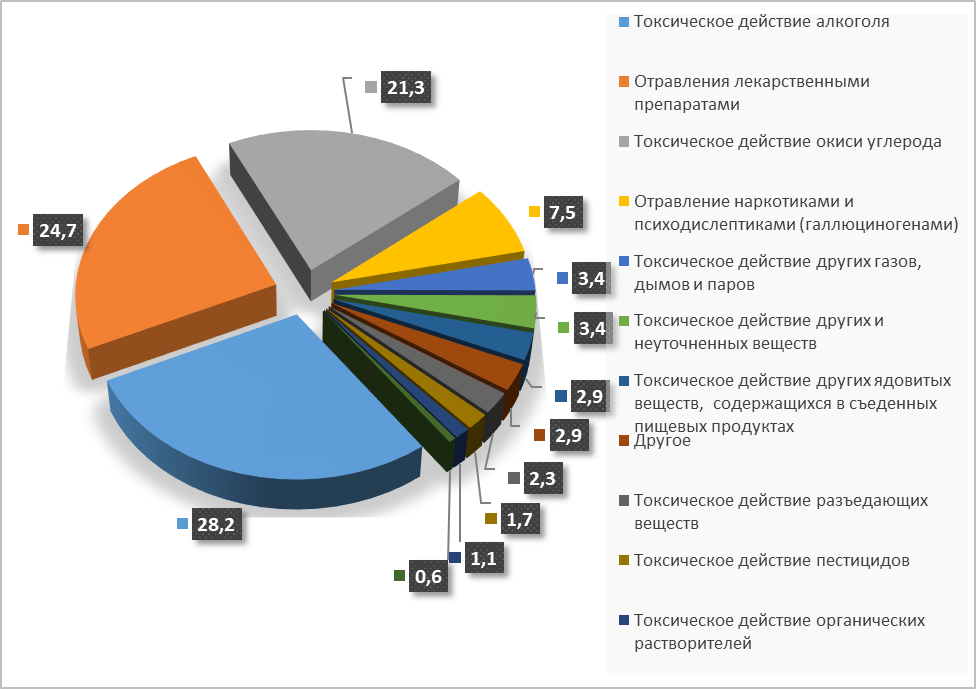 Токсическое действие алкоголя
Отравления лекарственными
препаратами
Токсическое действие окиси углерода
Отравление наркотиками и
психодислептиками (галлюциногенами)
Токсическое действие других газов,
дымов и паров
Токсическое действие других и
неуточненных веществ
Токсическое действие других ядовитых
веществ, содержащихся в съеденных
пищевых продуктах
Другое
Токсическое действие разъедающих
веществ
Токсическое действие пестицидов
Токсическое действие органических
растворителей
21,3
7,5
24,7
3,4
3,4
2,9
2,9
2,3
1,7
28,2
1,1
0,6